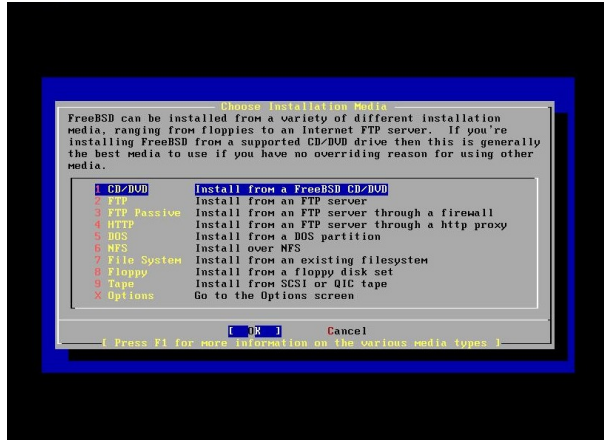 Choose Installation Media
FreeBSD can be installed from a variety of different installation
media, ranging from floppies to an Internet FTP server.  If you're
installing FreeBSD from a supported CD/DVD drive then this is generally
the best media to use if you have no overriding reason for using other
media.
1 CD/DVD Install from a FreeBSD CD/DVD
2 FTP Install from an FTP server
3 FTP Passive Install from an FTP server through a firewall
4 HTTP Install from an FTP server through a http proxy
5 DOS Install from a DOS partition
6 NFS Install over NFS
7 File System Install from an existing filesystem
8 Floppy Install from a floppy disk set
9 Tape Install from SCSI or QIC tape
X Options Go to the Options screen
[ OK ] Cancel
[ Press F1 for more information on the various media types ]